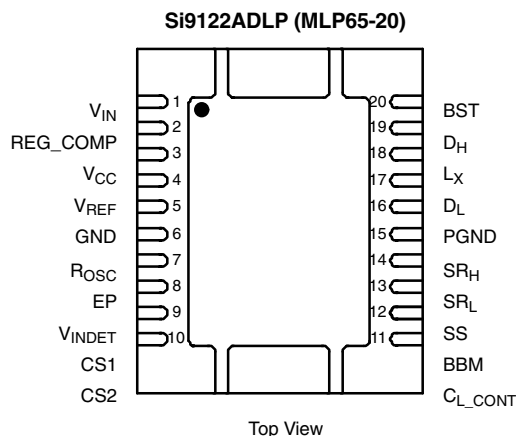 Si9122ADLP (MLP65-20)
1 20
V_IN BST
2 19
REG_COMP D_H
3 18
V_CC L_X
4 17
V_REF D_L
5 16
GND PGND
6 15
R_OSC SR_H
7 14
EP SR_L
8 13
V_INDET SS
9 12
CS1 BBM
10 11
CS2 C_L_CONT
Top View